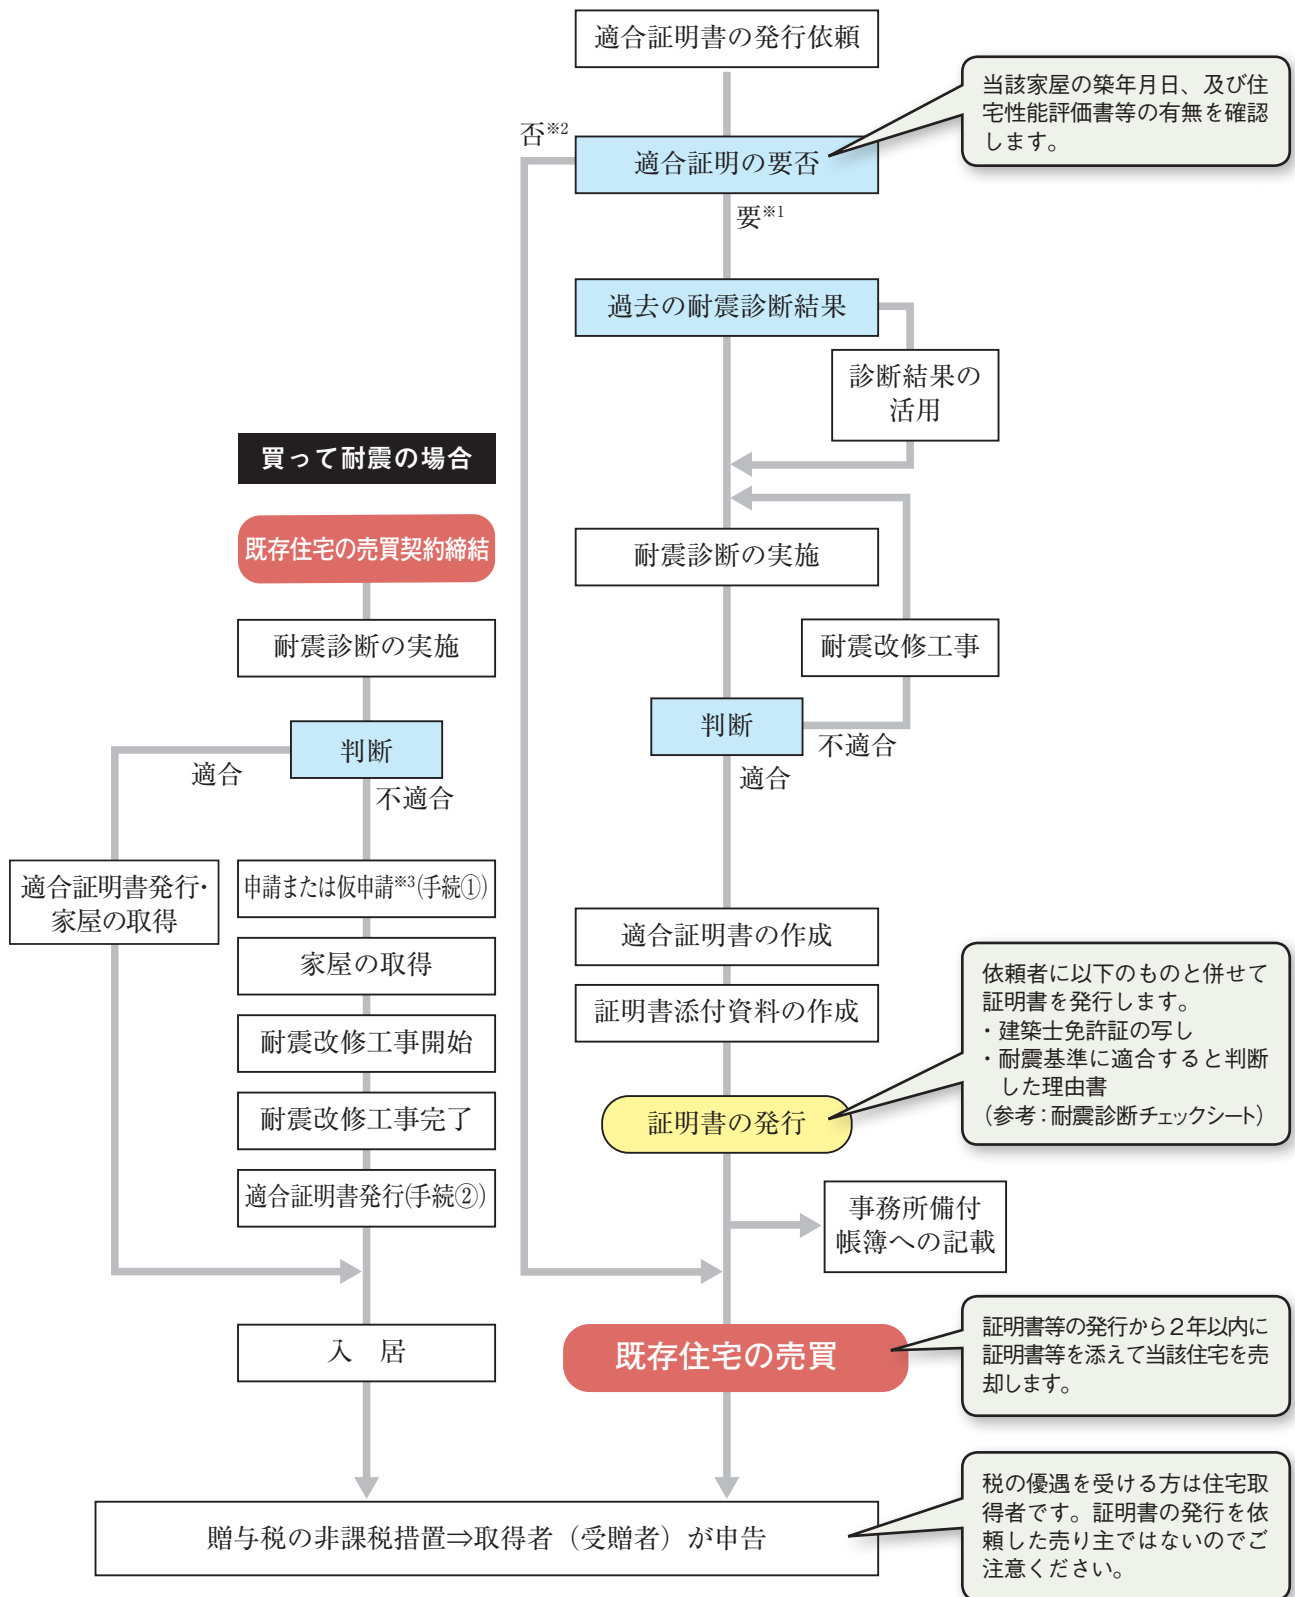 適合証明書の発行依頼
当該家屋の築年月日、及び住
宅性能評価書等の有無を確認
します。
否※2
適合証明の要否
要※1
過去の耐震診断結果
診断結果の
活用
買って耐震の場合
既存住宅の売買契約締結
耐震診断の実施
耐震診断の実施
耐震改修工事
判断
不適合
適合
判断
適合
不適合
適合証明書発行・
家屋の取得
申請または仮申請※3(手続①)
家屋の取得
耐震改修工事開始
耐震改修工事完了
適合証明書発行(手続②)
適合証明書の作成
証明書添付資料の作成
依頼者に以下のものと併せて
証明書を発行します。
・建築士免許証の写し
・耐震基準に適合すると判断
した理由書
（参考：耐震診断チェックシート）
証明書の発行
事務所備付
帳簿への記載
入　居
既存住宅の売買
証明書等の発行から２年以内に
証明書等を添えて当該住宅を売
却します。
贈与税の非課税措置⇒取得者（受贈者）が申告
税の優遇を受ける方は住宅取
得者です。証明書の発行を依
頼した売り主ではないのでご
注意ください。